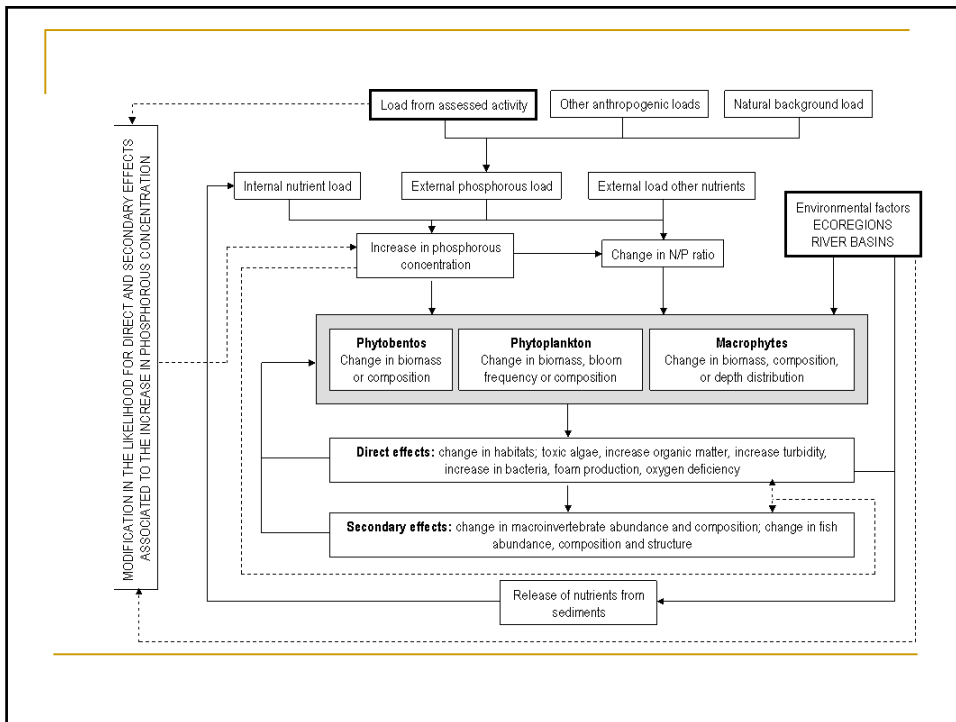 Load from assessed activity
Other anthropogenic loads
Natural background load
MODIFICATION IN THE LIKELIHOOD FOR DIRECT AND SECONDARY EFFECTS
ASSOCIATED TO THE INCREASE IN PHOSPHOROUS CONCENTRATION
Internal nutrient load
External phosphorous load
External load other nutrients
Environmental factors
ECOREGIONS
RIVER BASINS
Increase in phosphorous
concentration
Change in N/P ratio
Phytobentos
Change in biomass
or composition
Phytoplankton
Change in biomass, bloom
frequency or composition
Macrophytes
Change in biomass, composition,
or depth distribution
Direct effects: change in habitats; toxic algae, increase organic matter, increase turbidity,
increase in bacteria, foam production, oxygen deficiency
Secondary effects: change in macroinvertebrate abundance and composition; change in fish
abundance, composition and structure
Release of nutrients from
sediments